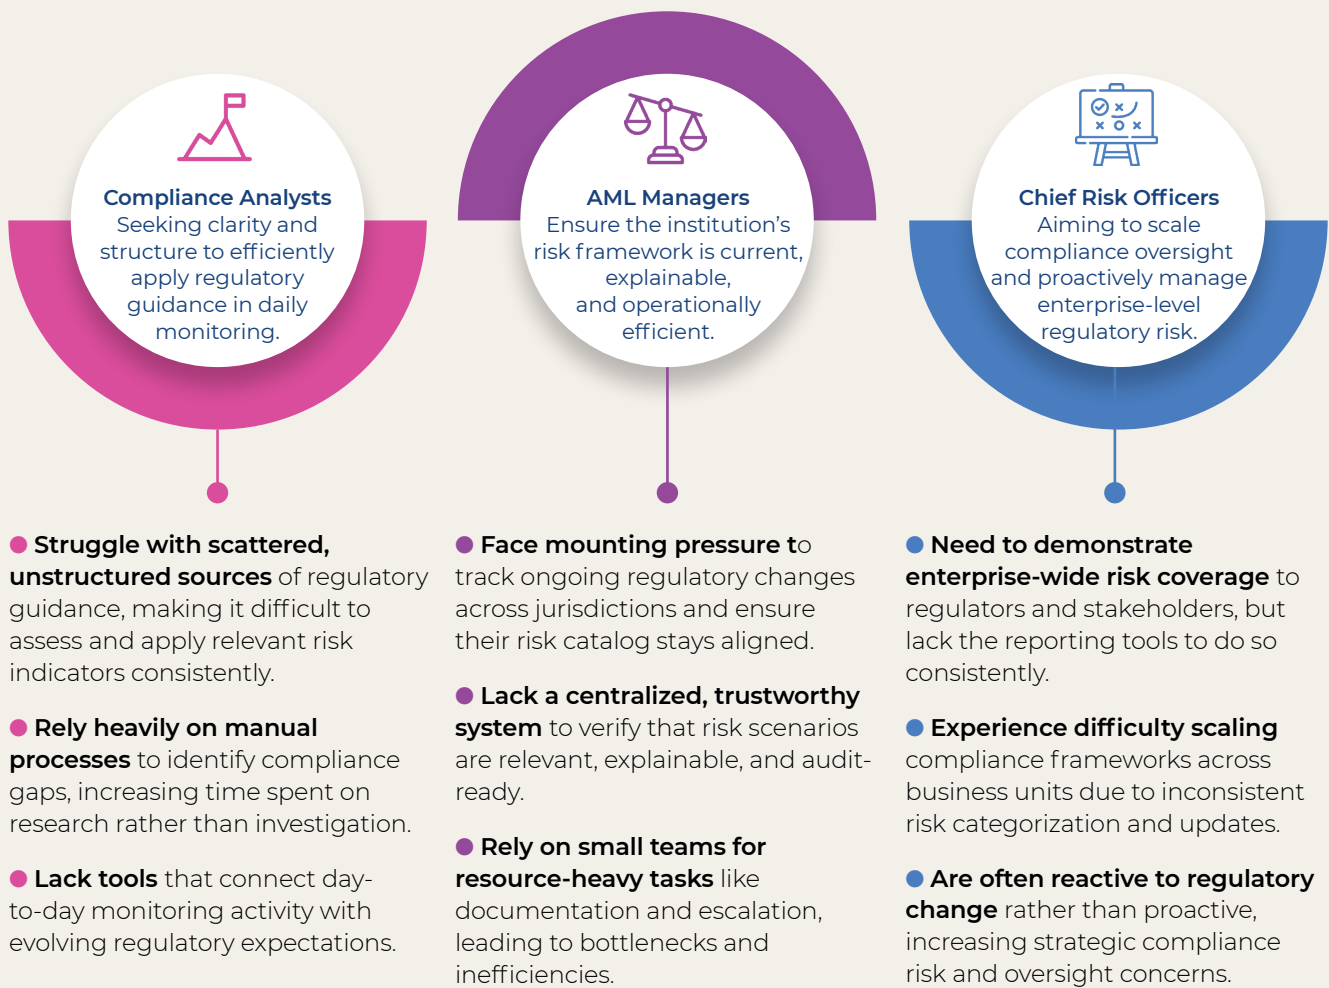 Compliance Analysts
Seeking clarity and
structure to efficiently
apply regulatory
guidance in daily
monitoring.
AML Managers
Ensure the institution’s
risk framework is current,
explainable,
and operationally
efficient.
Chief Risk Officers
Aiming to scale
compliance oversight
and proactively manage
enterprise-level
regulatory risk.
● Struggle with scattered,
unstructured sources of regulatory
guidance, making it difficult to
assess and apply relevant risk
indicators consistently.
● Rely heavily on manual
processes to identify compliance
gaps, increasing time spent on
research rather than investigation.
● Lack tools that connect day-
to-day monitoring activity with
evolving regulatory expectations.
● Face mounting pressure to
track ongoing regulatory changes
across jurisdictions and ensure
their risk catalog stays aligned.
● Lack a centralized, trustworthy
system to verify that risk scenarios
are relevant, explainable, and audit-
ready.
● Rely on small teams for
resource-heavy tasks like
documentation and escalation,
leading to bottlenecks and
inefficiencies.
● Need to demonstrate
enterprise-wide risk coverage to
regulators and stakeholders, but
lack the reporting tools to do so
consistently.
● Experience difficulty scaling
compliance frameworks across
business units due to inconsistent
risk categorization and updates.
● Are often reactive to regulatory
change rather than proactive,
increasing strategic compliance
risk and oversight concerns.